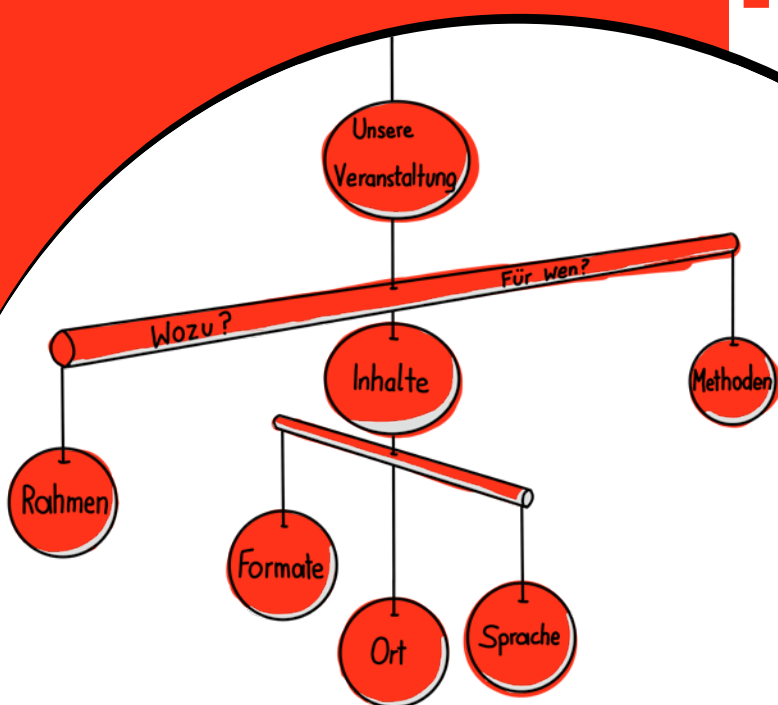 Unsere
Veranstaltung
Für wen?
Wozu?
Inhalte
Methoden
Rahmen
Formate
Ort
Sprache